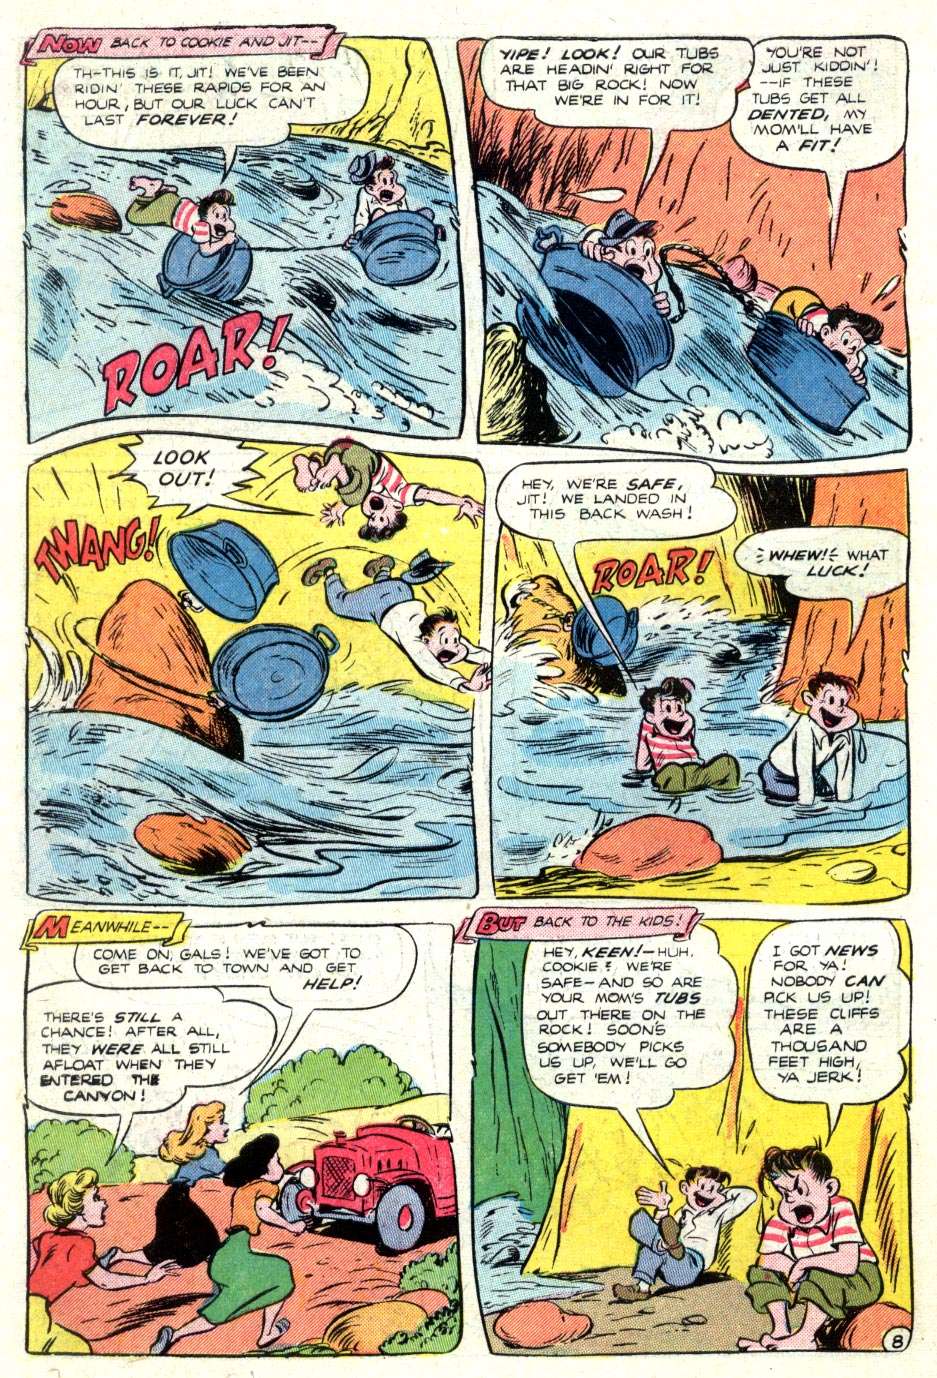 NOW BACK TO COOKIE AND JIT--
TH-THIS IS IT, JIT! WE'VE BEEN
RIDIN' THESE RAPIDS FOR AN
HOUR, BUT OUR LUCK CAN'T
LAST FOREVER!
ROAR!
YIPE! LOOK! OUR TUBS
ARE HEADIN' RIGHT FOR
THAT BIG ROCK! NOW
WE'RE IN FOR IT!
YOU'RE NOT
JUST KIDDIN'!
--IF THESE
TUBS GET ALL
DENTED, MY
MOM'LL HAVE
A FIT!
LOOK
OUT!
TWANG!
HEY, WE'RE SAFE,
JIT! WE LANDED IN
THIS BACK WASH!
ROAR!
WHEW! WHAT
LUCK!
MEANWHILE--
COME ON, GALS! WE'VE GOT TO
GET BACK TO TOWN AND GET
HELP!
THERE'S STILL A
CHANCE! AFTER ALL,
THEY WERE ALL STILL
AFLOAT WHEN THEY
ENTERED THE
CANYON!
BUT BACK TO THE KIDS!
HEY, KEEN!-HUH,
COOKIE? WE'RE
SAFE-AND SO ARE
YOUR MOM'S TUBS
OUT THERE ON THE
ROCK! SOON'S
SOMEBODY PICKS
US UP, WE'LL GO
GET 'EM!
I GOT NEWS
FOR YA!
NOBODY CAN
PICK US UP!
THESE CLIFFS
ARE A
THOUSAND
FEET HIGH,
YA JERK!
8